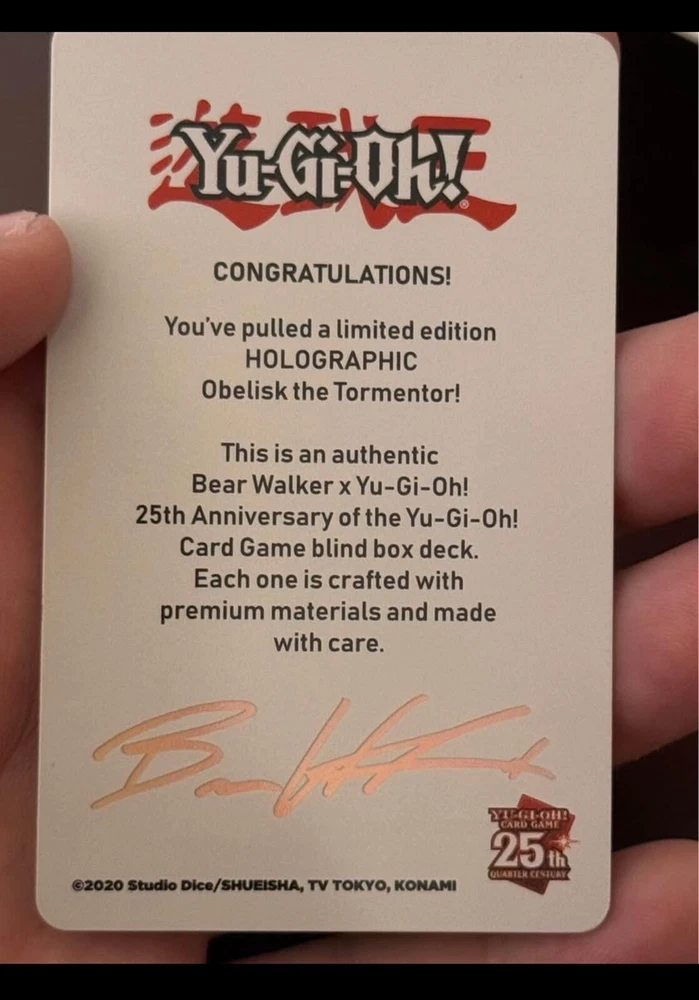 遊戯王
Yu-Gi-Oh!®
CONGRATULATIONS!
You've pulled a limited edition
HOLOGRAPHIC
Obelisk the Tormentor!
This is an authentic
Bear Walker x Yu-Gi-Oh!
25th Anniversary of the Yu-Gi-Oh!
Card Game blind box deck.
Each one is crafted with
premium materials and made
with care.
YU-GI-OH!
CARD GAME
25th
QUARTER CENTURY
©2020 Studio Dice/SHUEISHA, TV TOKYO, KONAMI